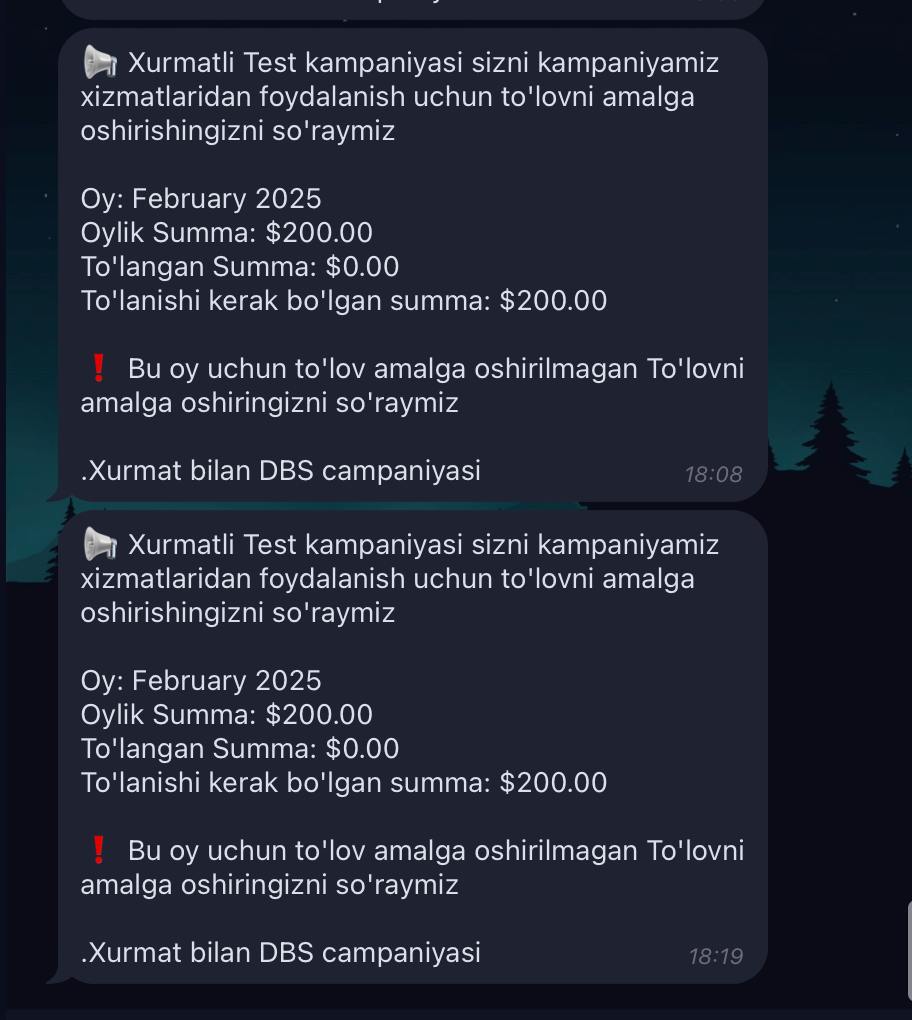 📢 Xurmatli Test kampaniyasi sizni kampaniyamiz
xizmatlaridan foydalanish uchun to'lovni amalga
oshirishingizni so'raymiz
Oy: February 2025
Oylik Summa: $200.00
To'langan Summa: $0.00
To'lanishi kerak bo'lgan summa: $200.00
❗ Bu oy uchun to'lov amalga oshirilmagan To'lovni
amalga oshiringizni so'raymiz
.Xurmat bilan DBS campaniyasi 18:08
📢 Xurmatli Test kampaniyasi sizni kampaniyamiz
xizmatlaridan foydalanish uchun to'lovni amalga
oshirishingizni so'raymiz
Oy: February 2025
Oylik Summa: $200.00
To'langan Summa: $0.00
To'lanishi kerak bo'lgan summa: $200.00
❗ Bu oy uchun to'lov amalga oshirilmagan To'lovni
amalga oshiringizni so'raymiz
.Xurmat bilan DBS campaniyasi 18:19